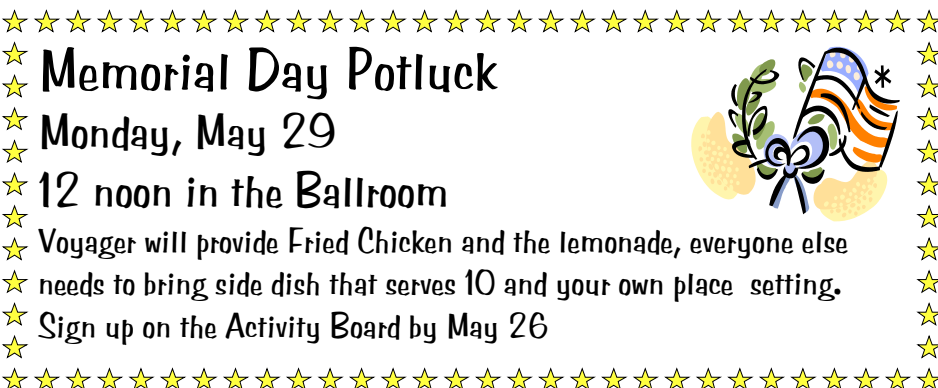 Memorial Day Potluck
Monday, May 29
12 noon in the Ballroom
Voyager will provide Fried Chicken and the lemonade, everyone else
needs to bring side dish that serves 10 and your own place setting.
Sign up on the Activity Board by May 26